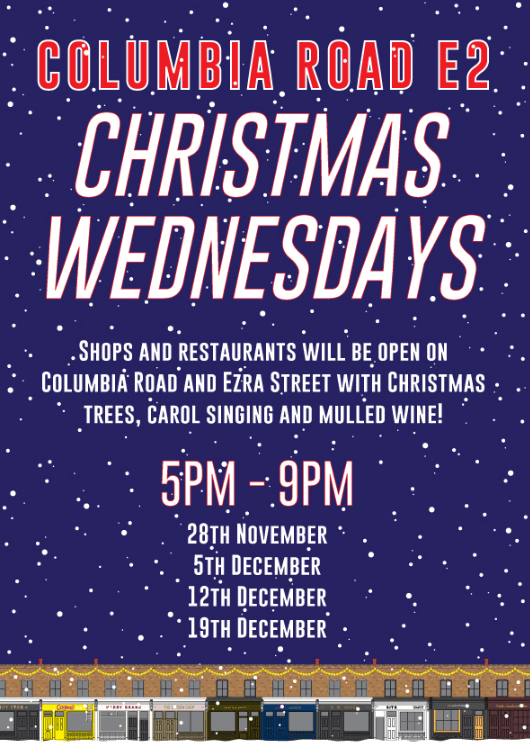 COLUMBIA ROAD E2
CHRISTMAS
WEDNESDAYS
SHOPS AND RESTAURANTS WILL BE OPEN ON
COLUMBIA ROAD AND EZRA STREET WITH CHRISTMAS
TREES, CAROL SINGING AND MULLED WINE!
5PM - 9PM
28TH NOVEMBER
5TH DECEMBER
12TH DECEMBER
19TH DECEMBER